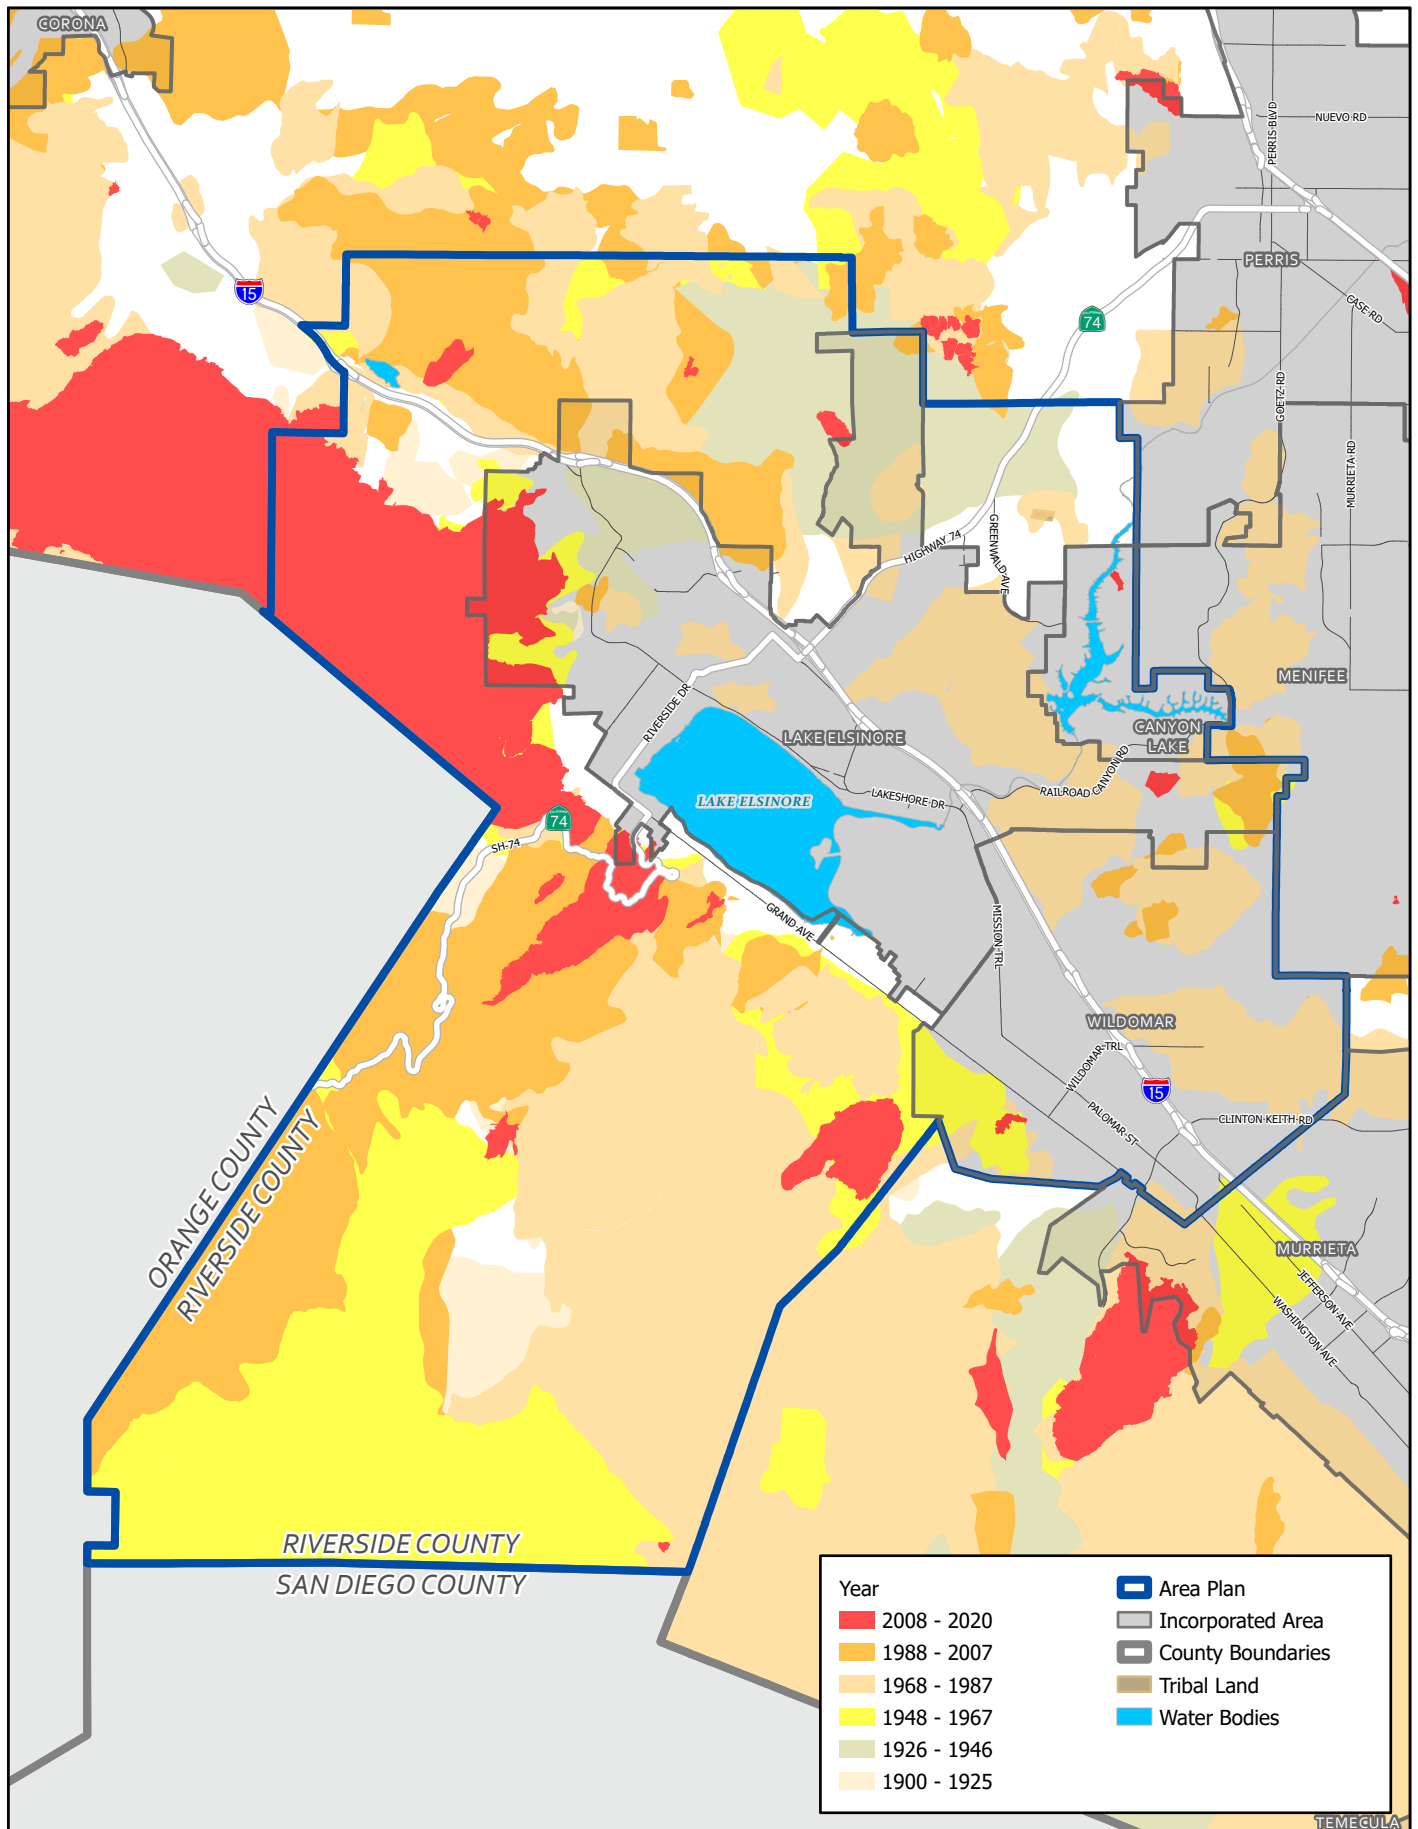 CORONA
NUEVO RD
PERRIS BLVD
PERRIS
CASE RD
15
CALIFORNIA
74
GOETZ RD
MURRIETA RD
GREENWALD AVE
HIGHWAY 74
MENIFEE
RIVERSIDE DR
CANYON
LAKE
LAKE ELSINORE
RAILROAD CANYON RD
LAKESHORE DR
LAKE ELSINORE
CALIFORNIA
74
SH-74
GRAND AVE
MISSION TRL
WILDOMAR
WILDOMAR TRL
15
PALOMAR ST
CLINTON KEITH RD
ORANGE COUNTY
RIVERSIDE COUNTY
MURRIETA
JEFFERSON AVE
WASHINGTON AVE
RIVERSIDE COUNTY
SAN DIEGO COUNTY
Year
2008 - 2020
1988 - 2007
1968 - 1987
1948 - 1967
1926 - 1946
1900 - 1925
Area Plan
Incorporated Area
County Boundaries
Tribal Land
Water Bodies
TEMECULA